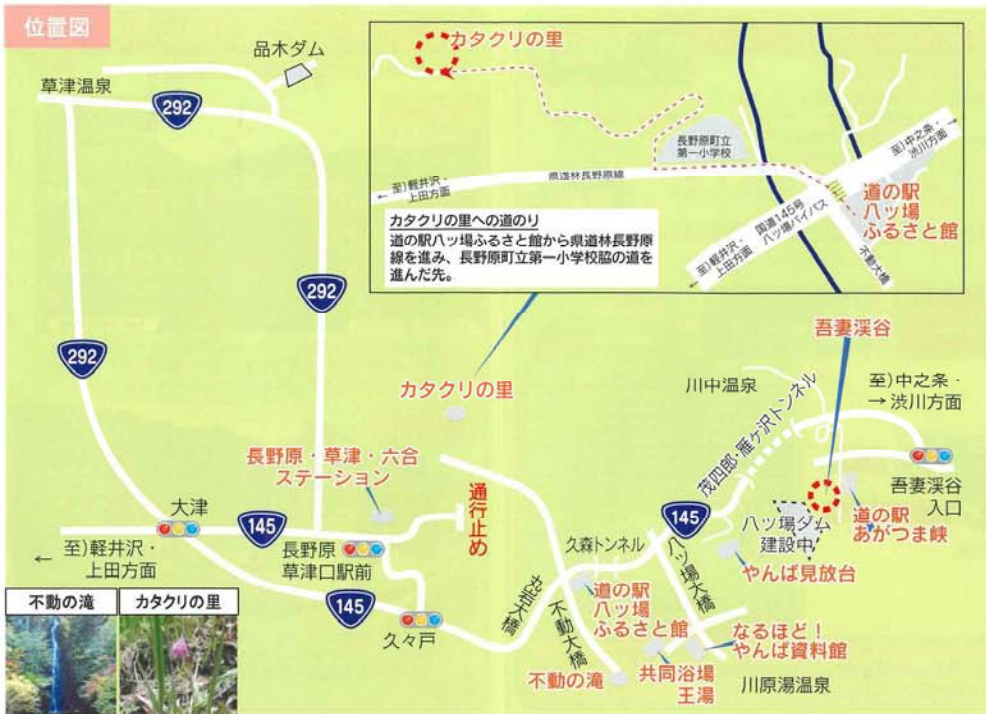 位置図
品木ダム
草津温泉
292
292
292
カタクリの里
長野原町立
第一小学校
至)中之条・
渋川方面
県道林長野原線
至)軽井沢・
上田方面
道の駅
八ッ場
ふるさと館
国道145号
八ッ場バイパス
至)軽井沢・
上田方面
不動大橋
カタクリの里への道のり
道の駅八ッ場ふるさと館から県道林長野原
線を進み、長野原町立第一小学校脇の道を
進んだ先。
吾妻渓谷
川中温泉
至)中之条・
→ 渋川方面
カタクリの里
茂四郎・雁ヶ沢トンネル
長野原・草津・六合
ステーション
通行止め
大津
145
145
吾妻渓谷
入口
八ッ場ダム
建設中
道の駅
あがつま峡
← 至)軽井沢・
上田方面
長野原
草津口駅前
久森トンネル
八ッ場大橋
やんば見放台
145
久々戸
丸岩大橋
不動大橋
道の駅
八ッ場
ふるさと館
なるほど！
やんば資料館
共同浴場
王湯
川原湯温泉
不動の滝
不動の滝
カタクリの里